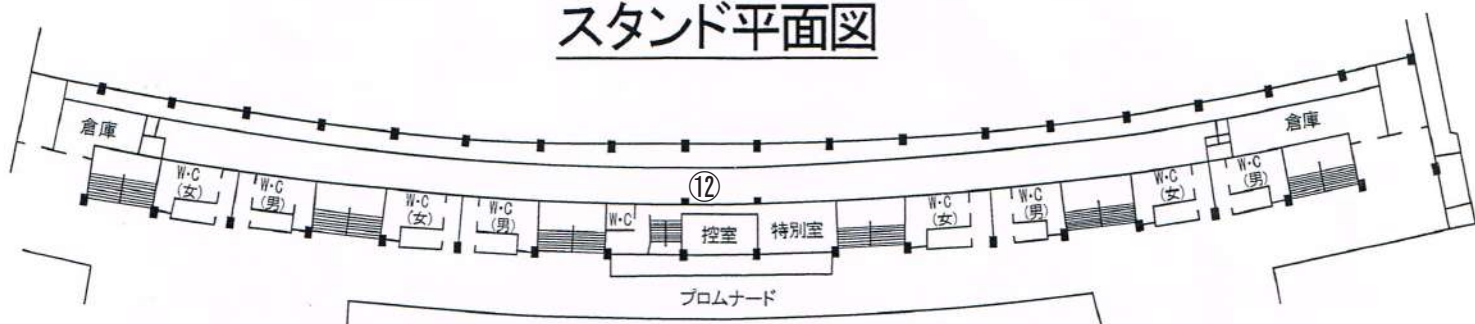 スタンド平面図
倉庫
倉庫
W・C
(女)
W・C
(男)
W・C
(女)
W・C
(男)
W・C
⑫
控室
特別室
W・C
(女)
W・C
(男)
W・C
(女)
W・C
(男)
プロムナード